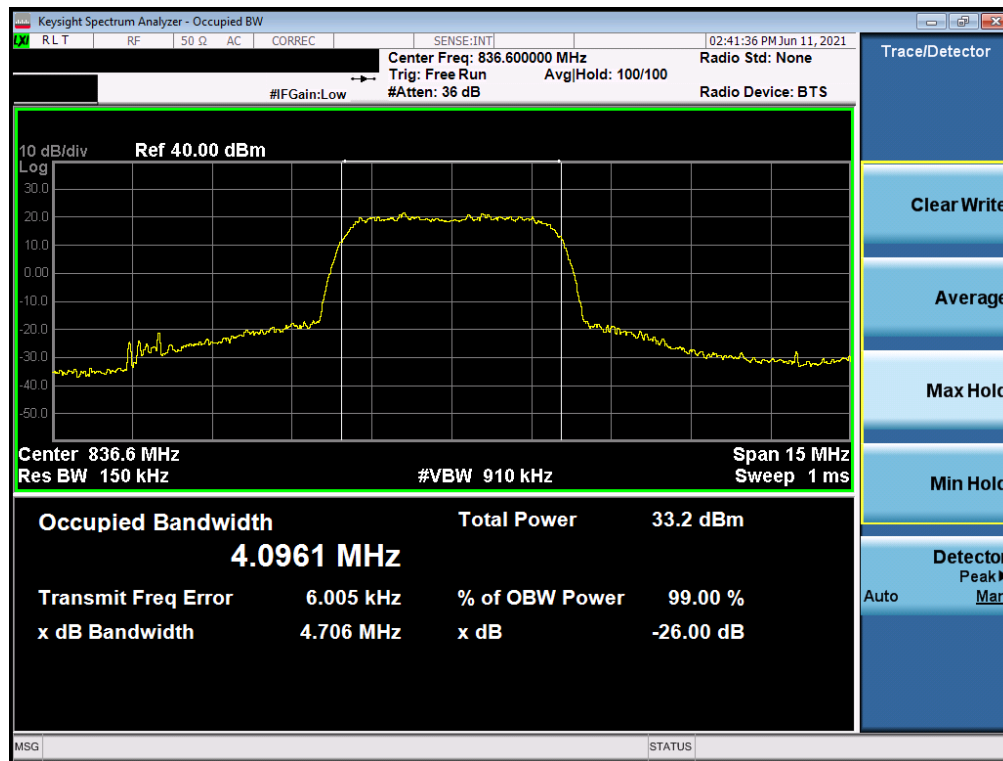 Keysight Spectrum Analyzer - Occupied BW
LXI RLT RF 50 Ω AC CORREC SENSE:INT 02:41:36 PM Jun 11, 2021
Center Freq: 836.600000 MHz Radio Std: None
Trig: Free Run Avg|Hold: 100/100
#IFGain:Low #Atten: 36 dB Radio Device: BTS
Trace/Detector
10 dB/div Ref 40.00 dBm
Log
30.0
20.0
10.0
0.00
-10.0
-20.0
-30.0
-40.0
-50.0
Center 836.6 MHz Span 15 MHz
Res BW 150 kHz #VBW 910 kHz Sweep 1 ms
Occupied Bandwidth Total Power 33.2 dBm
4.0961 MHz
Transmit Freq Error 6.005 kHz % of OBW Power 99.00 %
x dB Bandwidth 4.706 MHz x dB -26.00 dB
Clear Write
Average
Max Hold
Min Hold
Detector
Peak
Auto Man
MSG STATUS